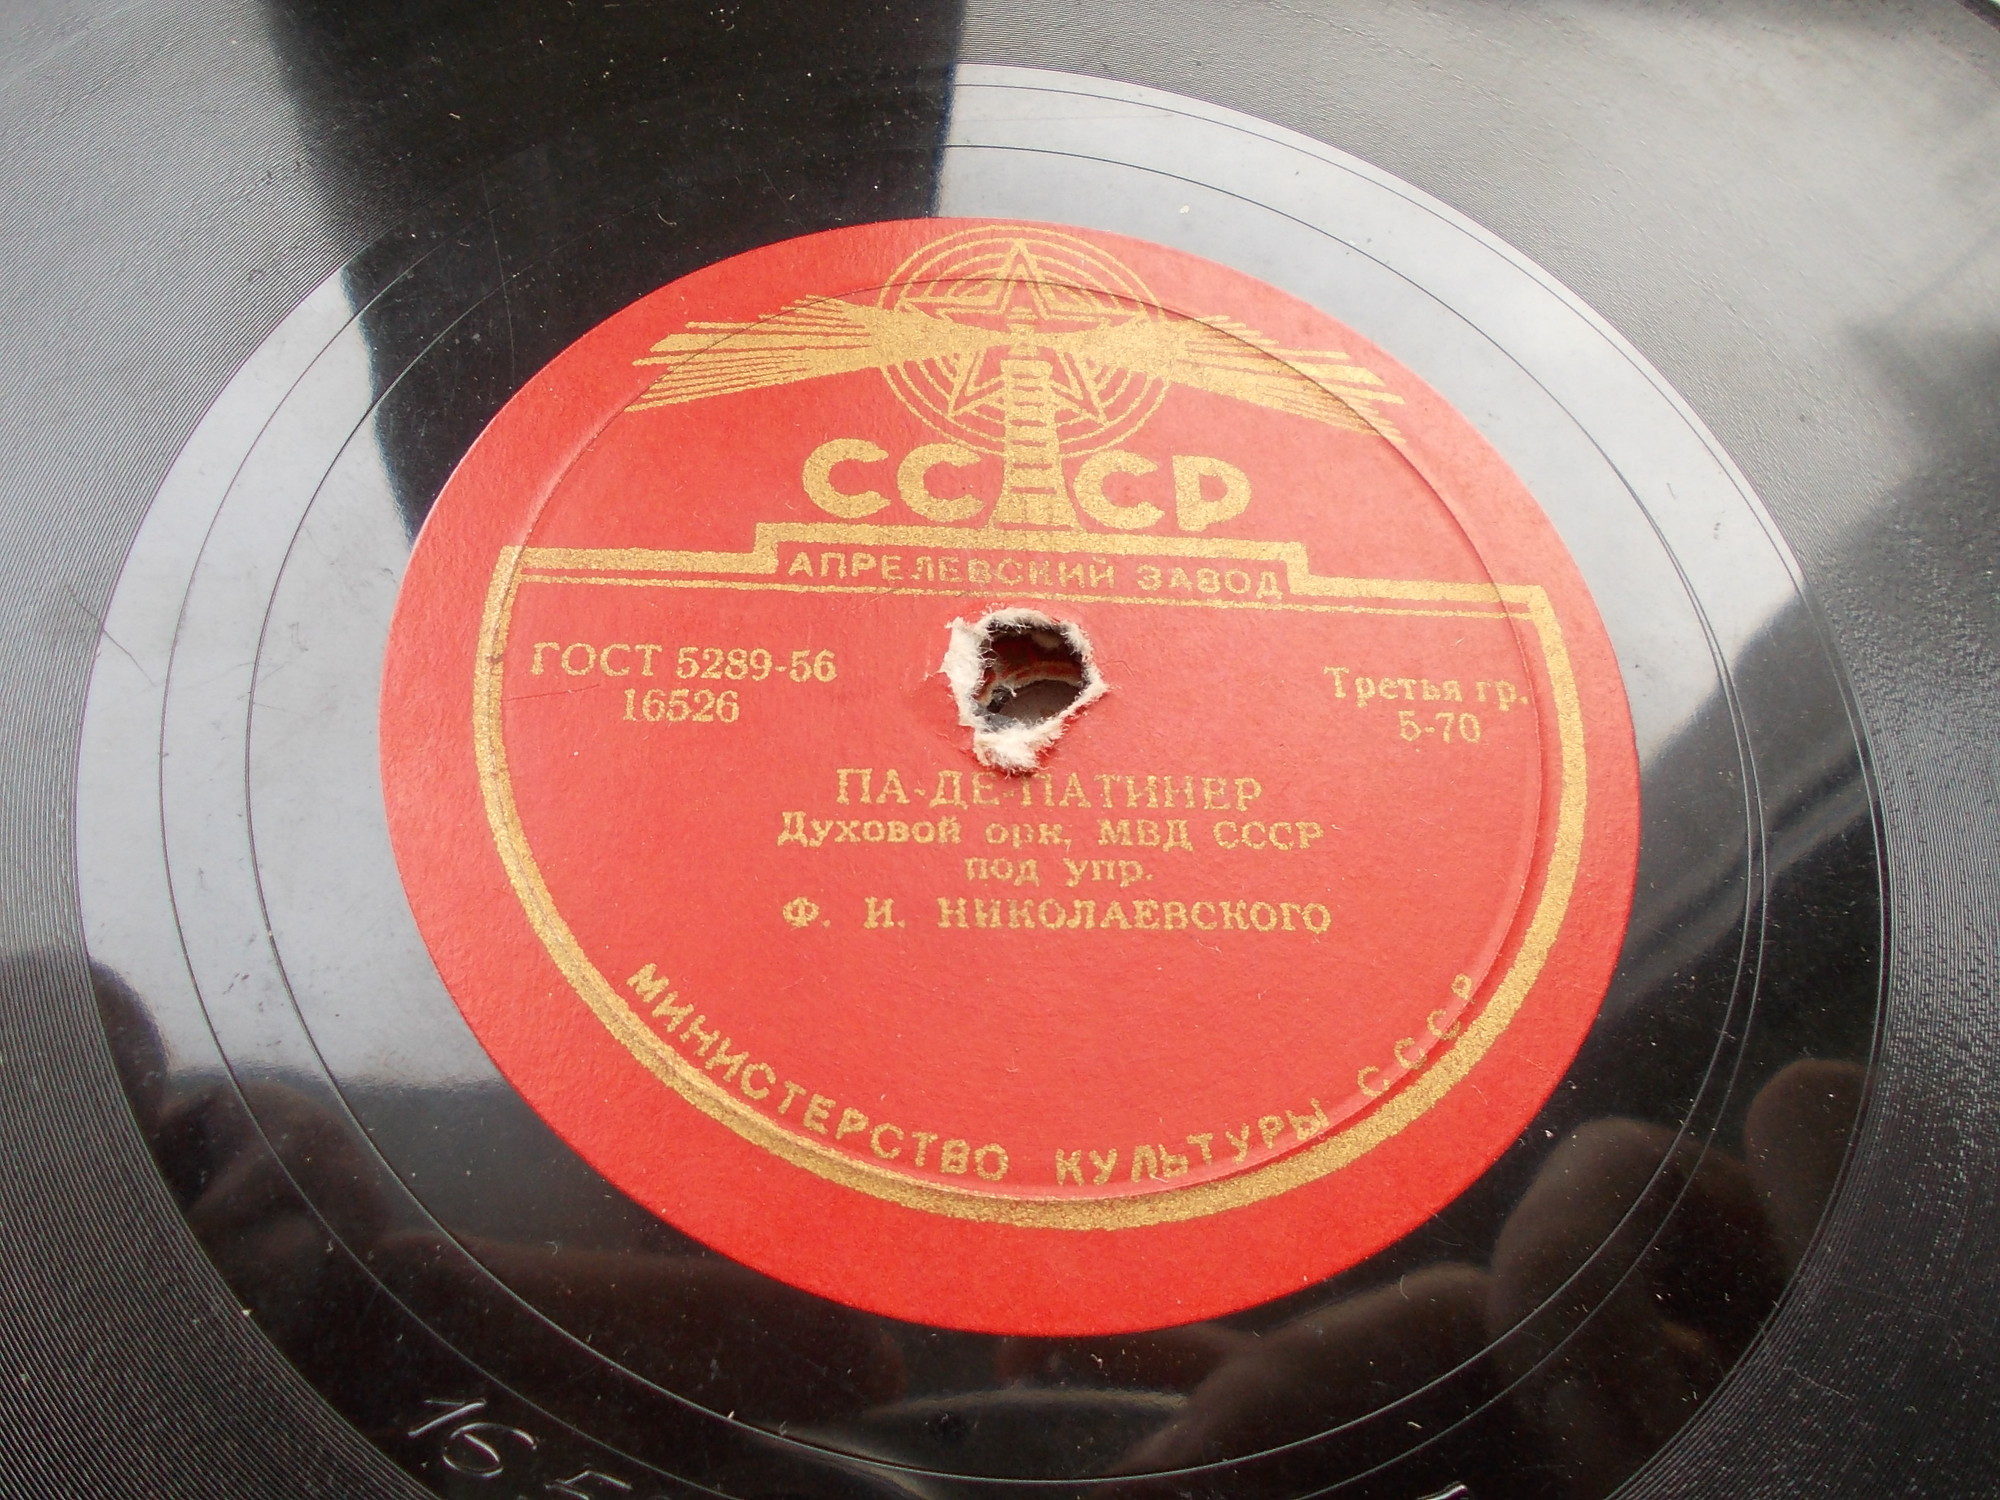 СССР
АПРЕЛЕВСКИЙ ЗАВОД
ГОСТ 5289-56
16526
Третья гр.
5-70
ПА-ДЕ-ПАТИНЕР
Духовой орк, МВД СССР
под упр.
Ф. И. НИКОЛАЕВСКОГО
МИНИСТЕРСТВО КУЛЬТУРЫ СССР
16